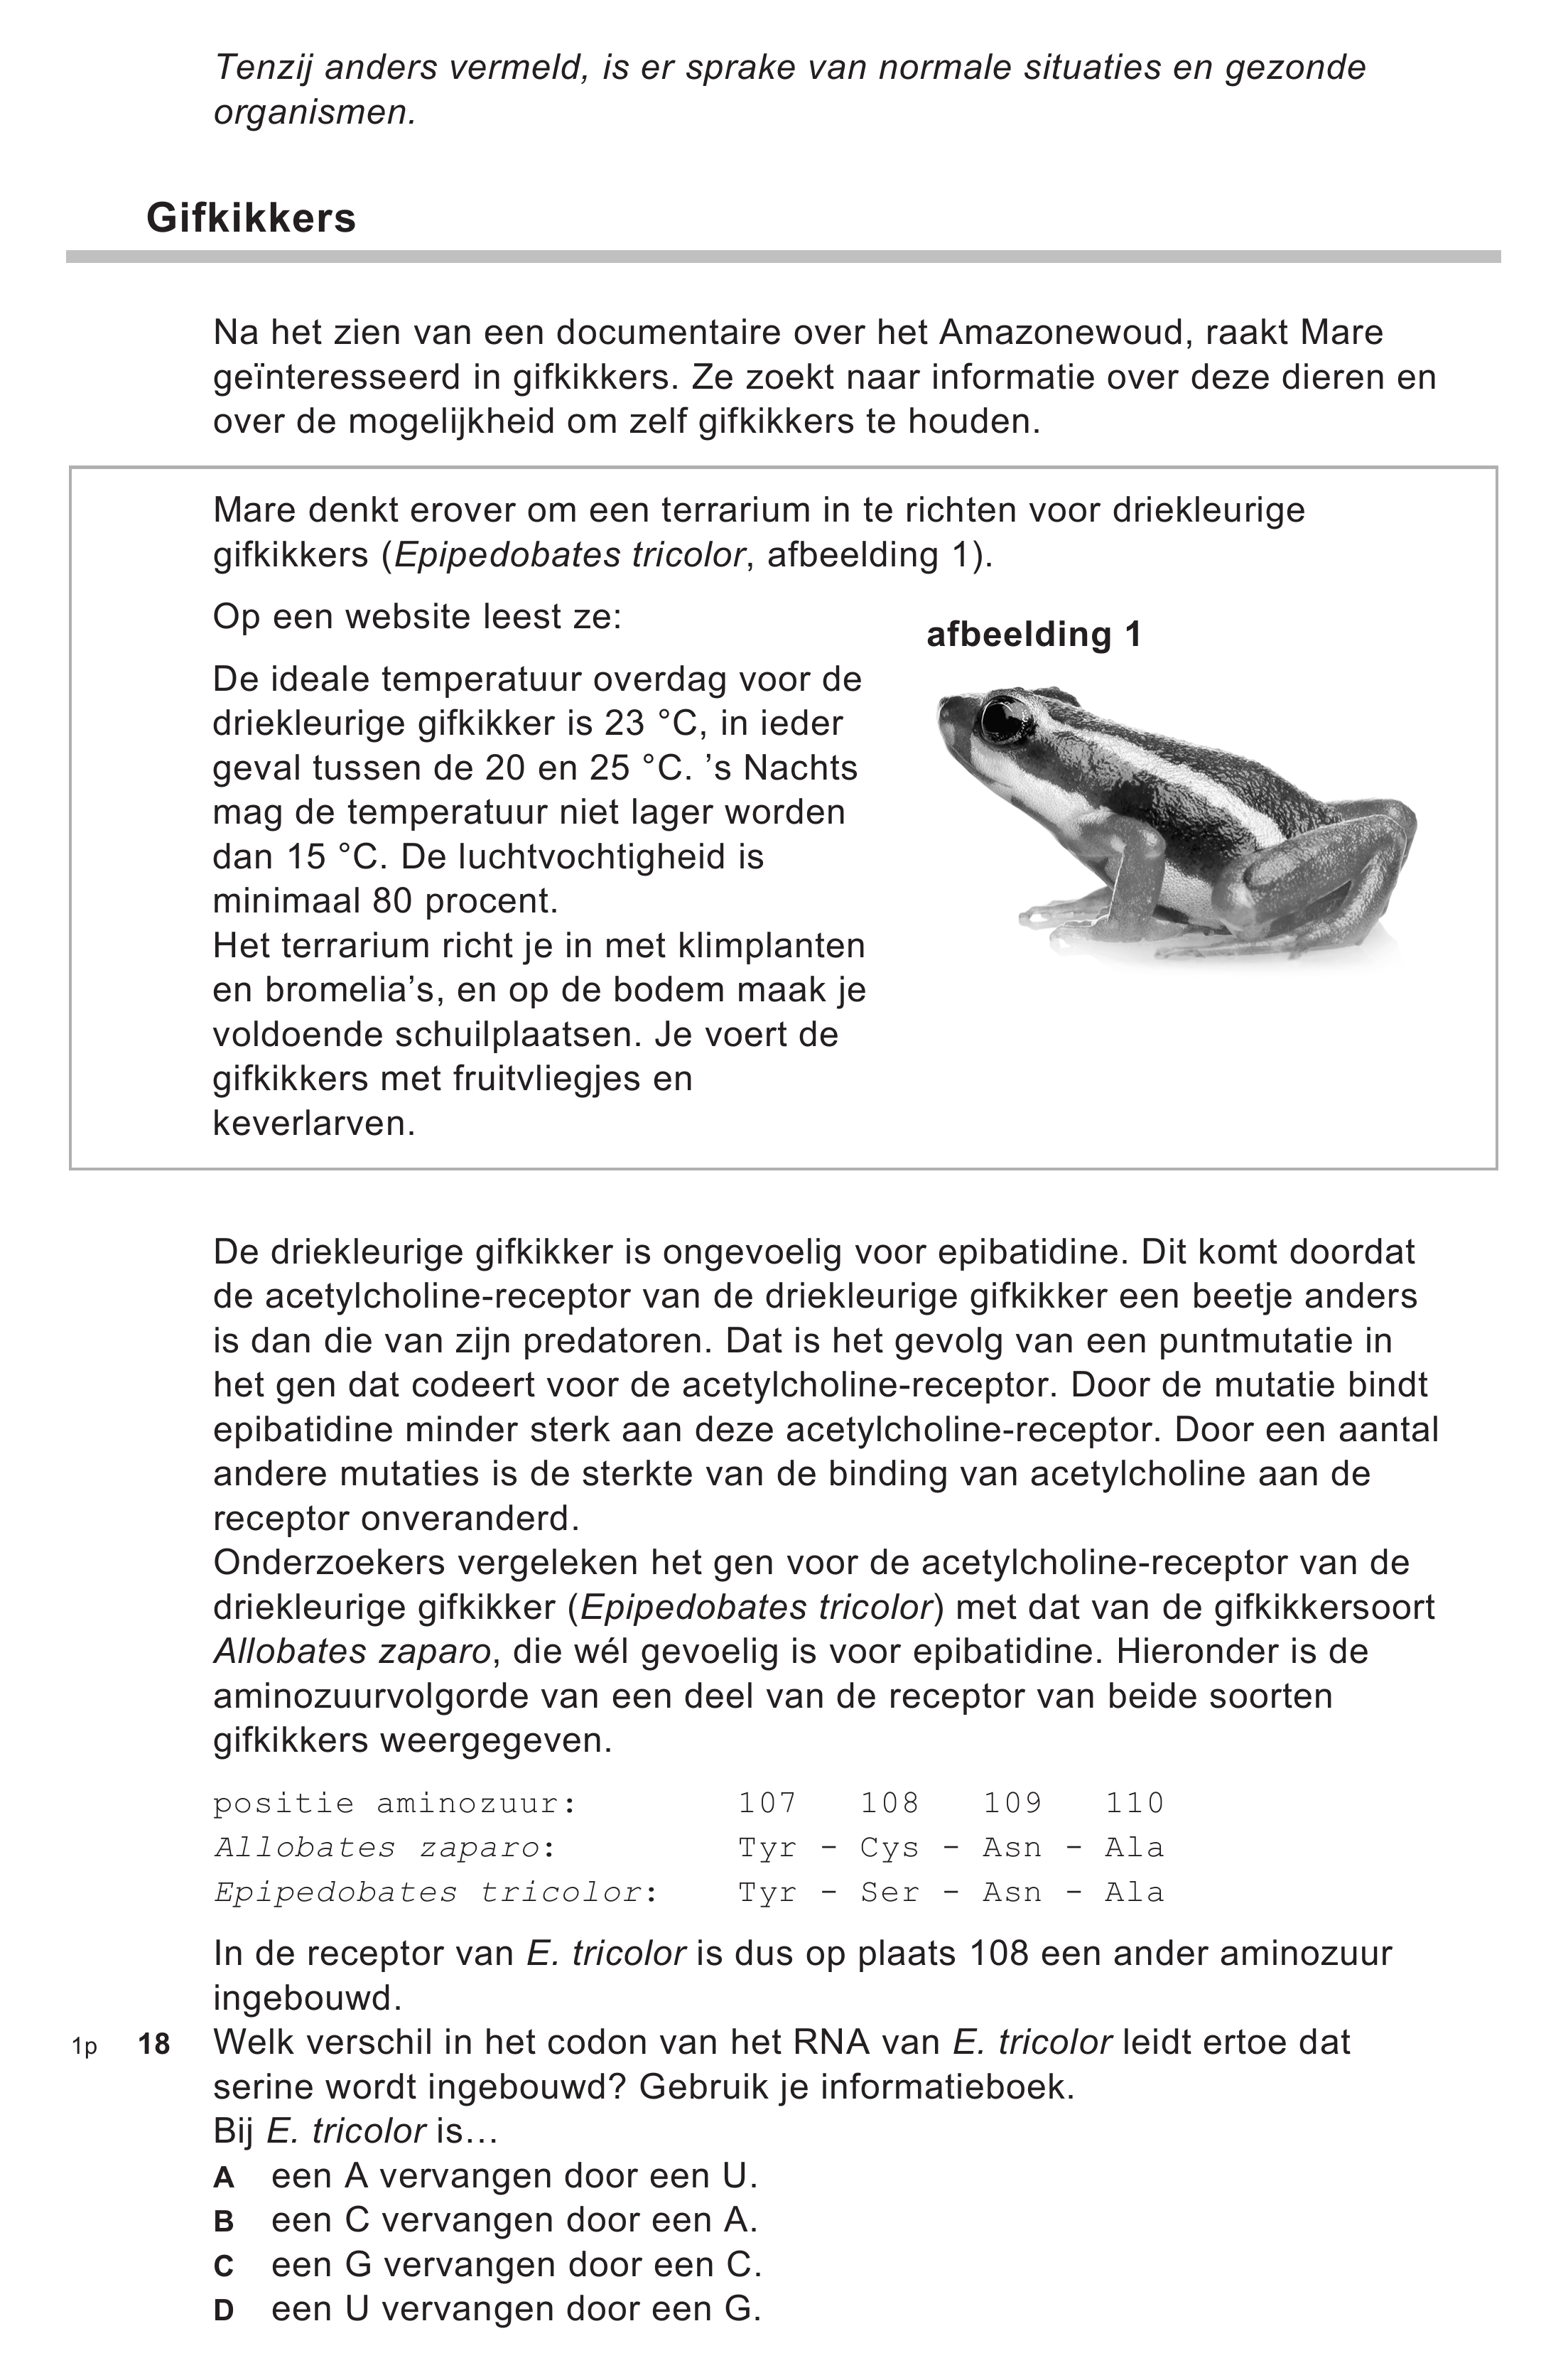 Tenzij anders vermeld, is er sprake van normale situaties en gezonde
organismen.
Gifkikkers
Na het zien van een documentaire over het Amazonewoud, raakt Mare
geïnteresseerd in gifkikkers. Ze zoekt naar informatie over deze dieren en
over de mogelijkheid om zelf gifkikkers te houden.
Mare denkt erover om een terrarium in te richten voor driekleurige
gifkikkers (Epipedobates tricolor, afbeelding 1).
Op een website leest ze:
De ideale temperatuur overdag voor de
driekleurige gifkikker is 23 °C, in ieder
geval tussen de 20 en 25 °C. ’s Nachts
mag de temperatuur niet lager worden
dan 15 °C. De luchtvochtigheid is
minimaal 80 procent.
Het terrarium richt je in met klimplanten
en bromelia’s, en op de bodem maak je
voldoende schuilplaatsen. Je voert de
gifkikkers met fruitvliegjes en
keverlarven.
afbeelding 1
De driekleurige gifkikker is ongevoelig voor epibatidine. Dit komt doordat
de acetylcholine-receptor van de driekleurige gifkikker een beetje anders
is dan die van zijn predatoren. Dat is het gevolg van een puntmutatie in
het gen dat codeert voor de acetylcholine-receptor. Door de mutatie bindt
epibatidine minder sterk aan deze acetylcholine-receptor. Door een aantal
andere mutaties is de sterkte van de binding van acetylcholine aan de
receptor onveranderd.
Onderzoekers vergeleken het gen voor de acetylcholine-receptor van de
driekleurige gifkikker (Epipedobates tricolor) met dat van de gifkikkersoort
Allobates zaparo, die wél gevoelig is voor epibatidine. Hieronder is de
aminozuurvolgorde van een deel van de receptor van beide soorten
gifkikkers weergegeven.
positie aminozuur: 107 108 109 110
Allobates zaparo: Tyr - Cys - Asn - Ala
Epipedobates tricolor: Tyr - Ser - Asn - Ala
In de receptor van E. tricolor is dus op plaats 108 een ander aminozuur
ingebouwd.
1p 18 Welk verschil in het codon van het RNA van E. tricolor leidt ertoe dat
serine wordt ingebouwd? Gebruik je informatieboek.
Bij E. tricolor is…
A een A vervangen door een U.
B een C vervangen door een A.
C een G vervangen door een C.
D een U vervangen door een G.